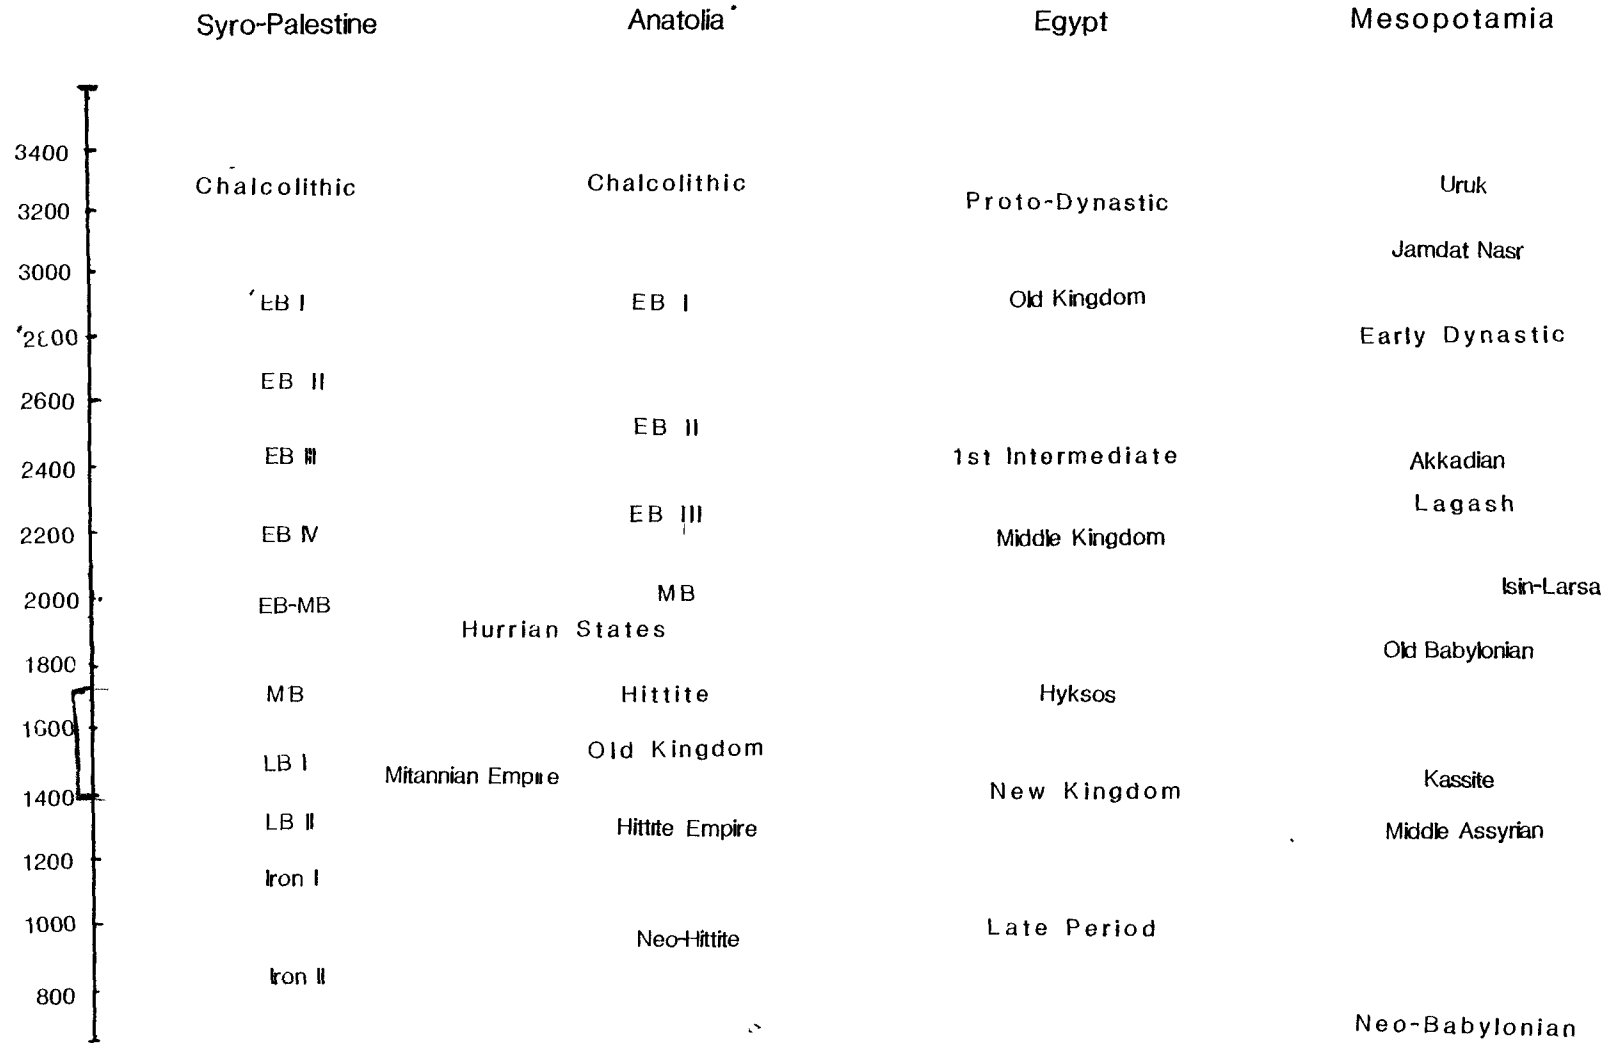 Syro-Palestine Anatolia Egypt Mesopotamia
3400
Chalcolithic Chalcolithic Uruk
3200 Proto-Dynastic
Jamdat Nasr
3000
EB I EB I Old Kingdom
2800 Early Dynastic
EB II
2600
EB II
EB III 1st Intermediate Akkadian
2400
Lagash
EB III
2200 EB IV Middle Kingdom
Isin-Larsa
2000 EB-MB MB
Hurrian States
1800 Old Babylonian
MB Hittite Hyksos
1600
Old Kingdom
LB I Mitannian Empire Kassite
1400 New Kingdom
LB II Hittite Empire Middle Assyrian
1200
Iron I
1000 Late Period
Neo-Hittite
Iron II
800
Neo-Babylonian